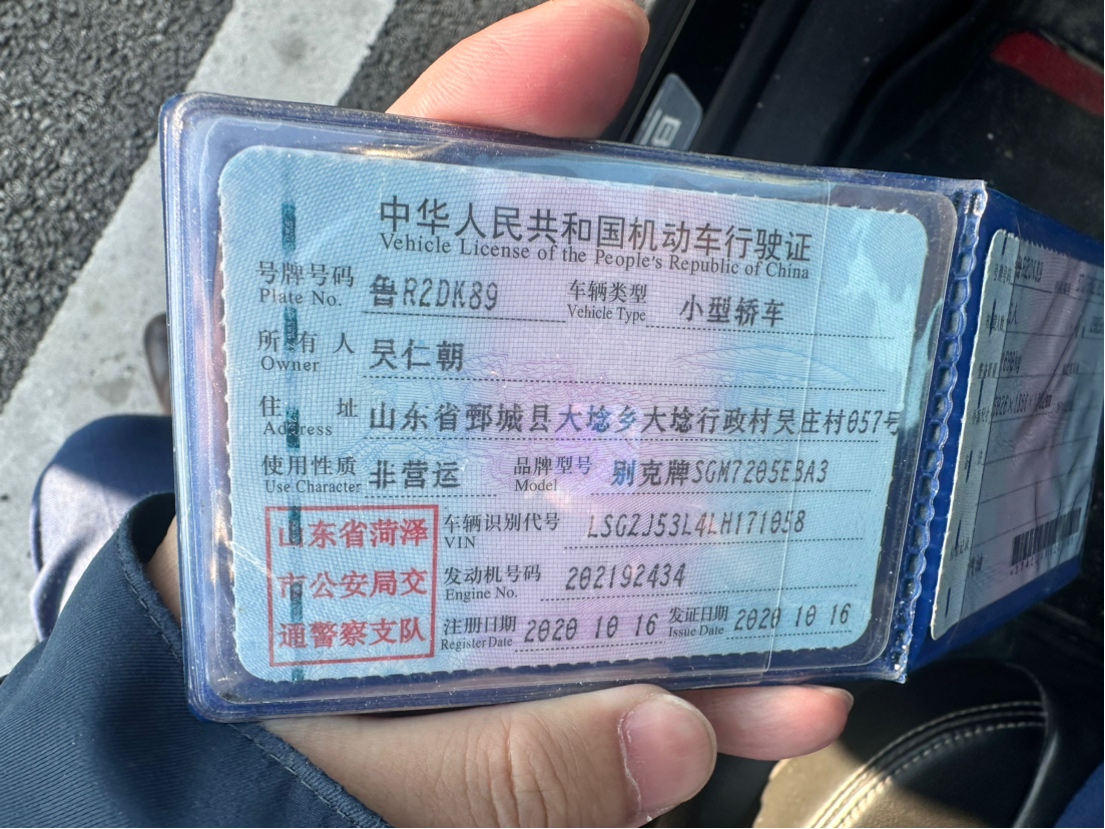 中华人民共和国机动车行驶证
Vehicle License of the People's Republic of China
号牌号码 鲁R2DK89 车辆类型 小型轿车
Plate No. Vehicle Type
所有人 吴仁朝
Owner
住址 山东省鄄城县大埝乡大埝行政村吴庄村057号
Address
使用性质 非营运 品牌型号 别克牌SGM7205EBA3
Use Character Model
车辆识别代号 LSGZJ53L4LH171058
VIN
发动机号码 202192434
Engine No.
注册日期 2020 10 16 发证日期 2020 10 16
Register Date Issue Date
山东省菏泽
市公安局交
通警察支队